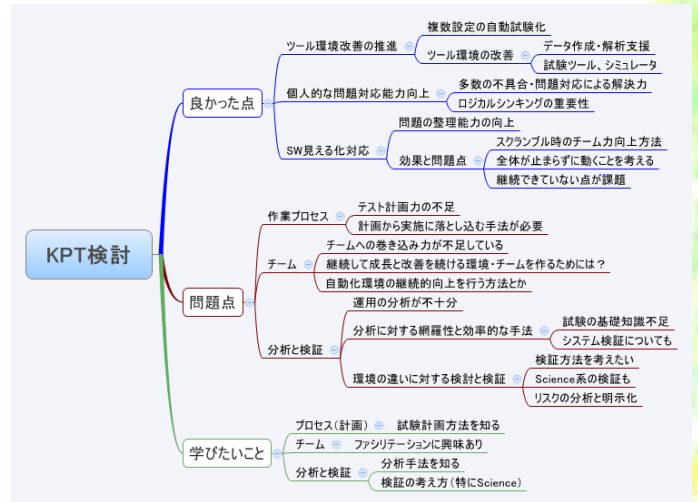 KPT検討
良かった点
ツール環境改善の推進
複数設定の自動試験化
ツール環境の改善
データ作成・解析支援
試験ツール、シミュレータ
個人的な問題対応能力向上
多数の不具合・問題対応による解決力
ロジカルシンキングの重要性
SW見える化対応
問題の整理能力の向上
効果と問題点
スクランブル時のチーム力向上方法
全体が止まらずに動くことを考える
継続できていない点が課題
問題点
作業プロセス
テスト計画力の不足
計画から実施に落とし込む手法が必要
チーム
チームへの巻き込み力が不足している
継続して成長と改善を続ける環境・チームを作るためには？
自動化環境の継続的向上を行う方法とか
分析と検証
運用の分析が不十分
分析に対する網羅性と効率的な手法
試験の基礎知識不足
システム検証についても
環境の違いに対する検討と検証
検証方法を考えたい
Science系の検証も
リスクの分析と明示化
学びたいこと
プロセス（計画）
試験計画方法を知る
チーム
ファシリテーションに興味あり
分析と検証
分析手法を知る
検証の考え方（特にScience）